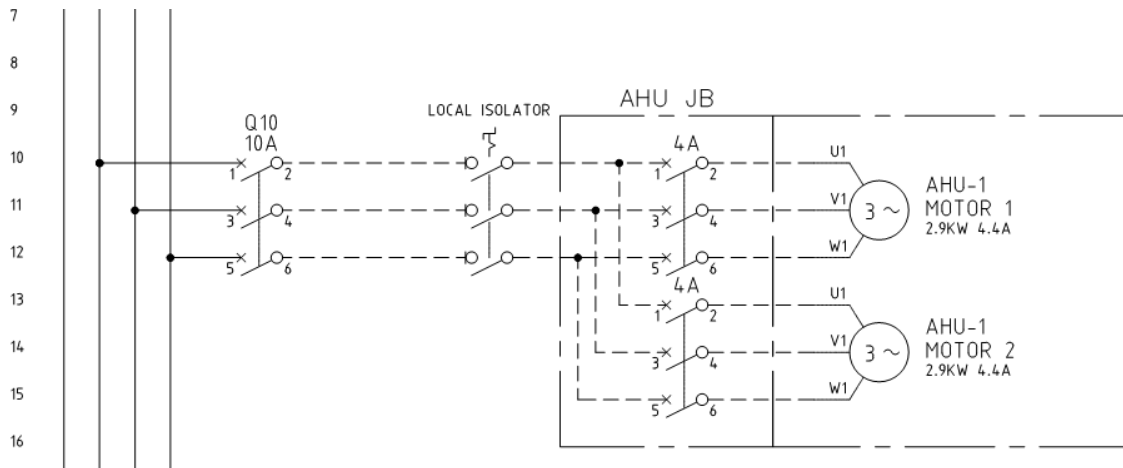 7
8
9
AHU JB
LOCAL ISOLATOR
Q10
10A
4A
10
1 2
1 2
U1
AHU-1
MOTOR 1
2.9KW 4.4A
11
3 4
3 4
V1
3~
12
5 6
5 6
W1
13
4A
1 2
U1
AHU-1
MOTOR 2
2.9KW 4.4A
14
3 4
V1
3~
15
5 6
W1
16